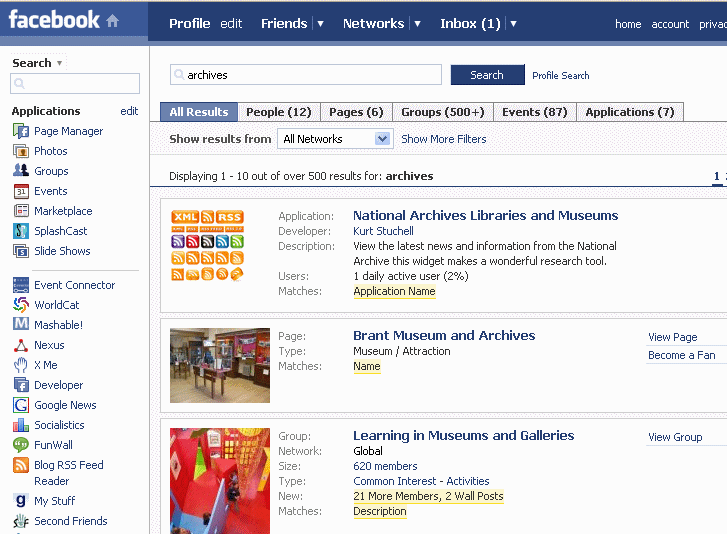 facebook
Profile edit Friends ▼ Networks ▼ Inbox (1) ▼ home account privac
Search ▼
Applications edit
Page Manager
Photos
Groups
Events
Marketplace
SplashCast
Slide Shows
Event Connector
WorldCat
Mashable!
Nexus
X Me
Developer
Google News
Socialistics
FunWall
Blog RSS Feed
Reader
My Stuff
Second Friends
archives Search Profile Search
All Results People (12) Pages (6) Groups (500+) Events (87) Applications (7)
Show results from All Networks Show More Filters
Displaying 1 - 10 out of over 500 results for: archives 1
XML RSS
Application: National Archives Libraries and Museums
Developer: Kurt Stuchell
Description: View the latest news and information from the National
Archive this widget makes a wonderful research tool.
Users: 1 daily active user (2%)
Matches: Application Name
Page: Brant Museum and Archives View Page
Type: Museum / Attraction Become a Fan
Matches: Name
Group: Learning in Museums and Galleries View Group
Network: Global
Size: 620 members
Type: Common Interest - Activities
New: 21 More Members, 2 Wall Posts
Matches: Description